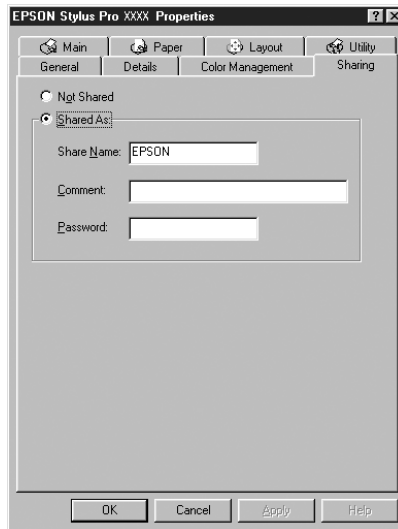 EPSON Stylus Pro XXXX Properties ? X
Main Paper Layout Utility
General Details Color Management Sharing
Not Shared
Shared As:
Share Name: EPSON
Comment:
Password:
OK Cancel Apply Help